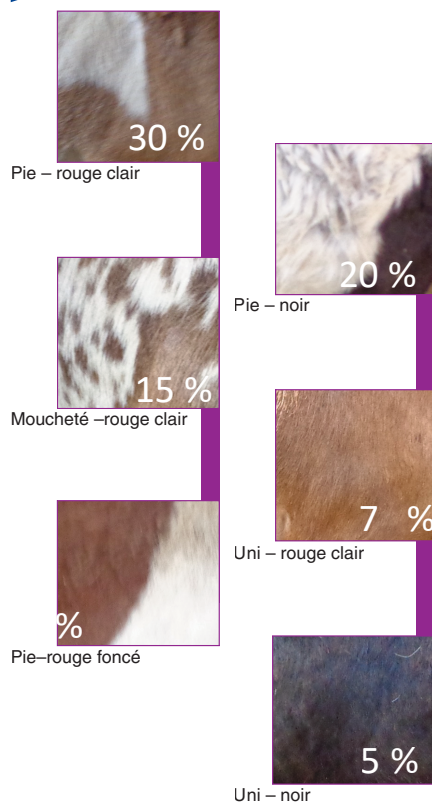 30 %
Pie – rouge clair
20 %
Pie – noir
15 %
Moucheté –rouge clair
7 %
Uni – rouge clair
%
Pie–rouge foncé
5 %
Uni – noir